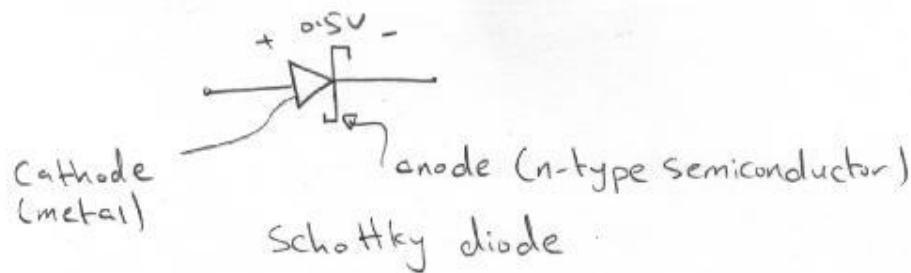 + 0.5V -
Cathode
(metal)
anode (n-type semiconductor)
Schottky diode